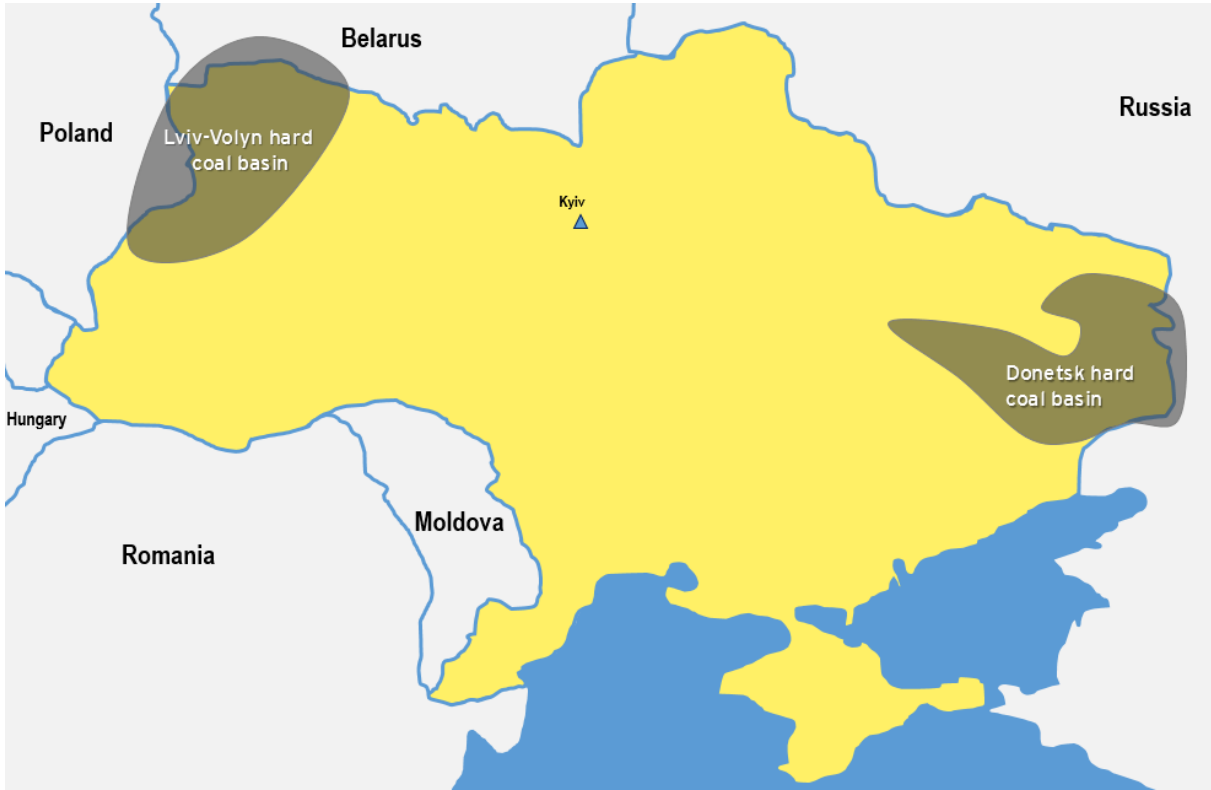 Belarus
Russia
Poland
Lviv-Volyn hard
coal basin
Kyiv
Donetsk hard
coal basin
Hungary
Moldova
Romania